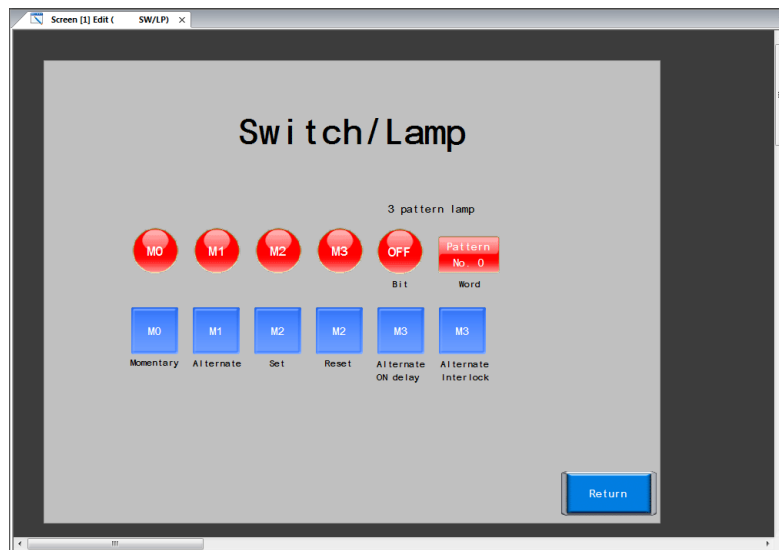 Screen [1] Edit ( SW/LP) ×
Switch/Lamp
3 pattern lamp
M0 M1 M2 M3 OFF Pattern
No. 0
Bit Word
M0 M1 M2 M2 M3 M3
Momentary Alternate Set Reset Alternate Alternate
ON delay Interlock
Return